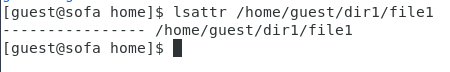 [guest@sofa home]$ lsattr /home/guest/dir1/file1
---------------- /home/guest/dir1/file1
[guest@sofa home]$